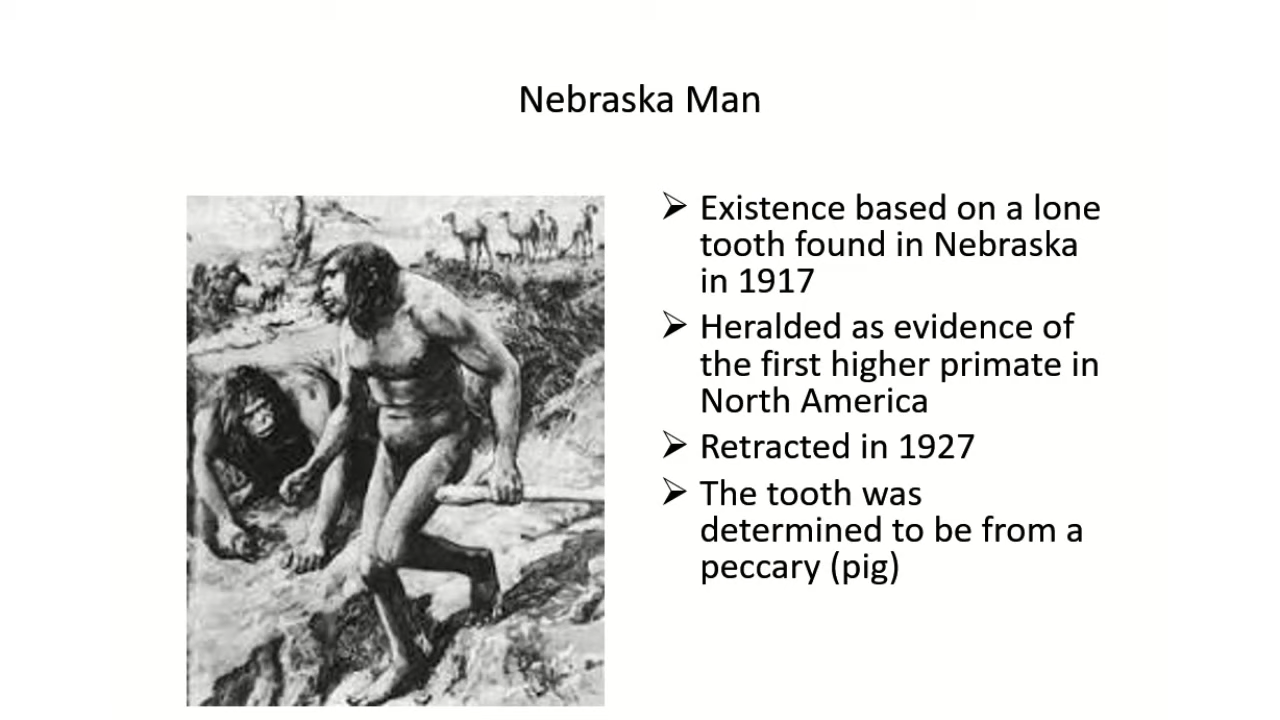 Nebraska Man
➢ Existence based on a lone
tooth found in Nebraska
in 1917
➢ Heralded as evidence of
the first higher primate in
North America
➢ Retracted in 1927
➢ The tooth was
determined to be from a
peccary (pig)